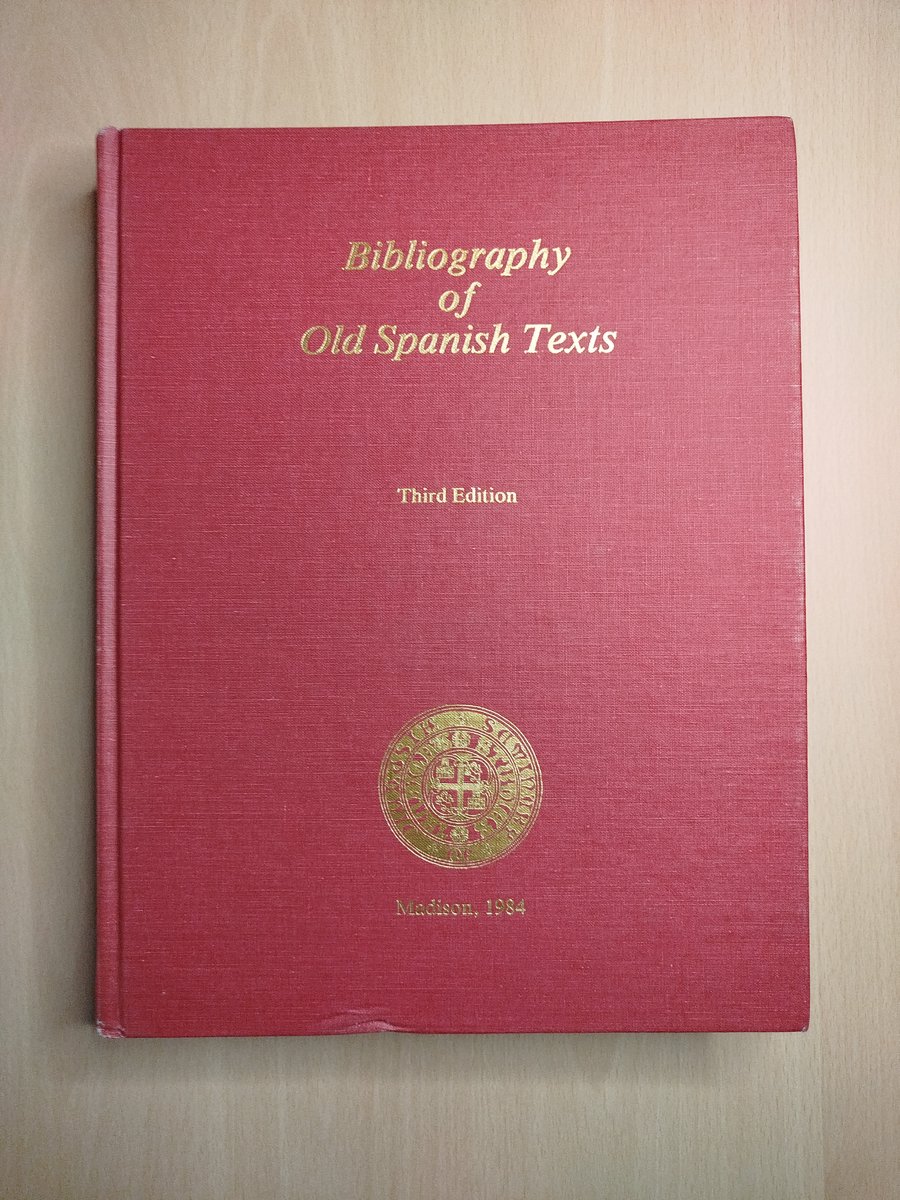 Bibliography
of
Old Spanish Texts
Third Edition
Madison, 1984